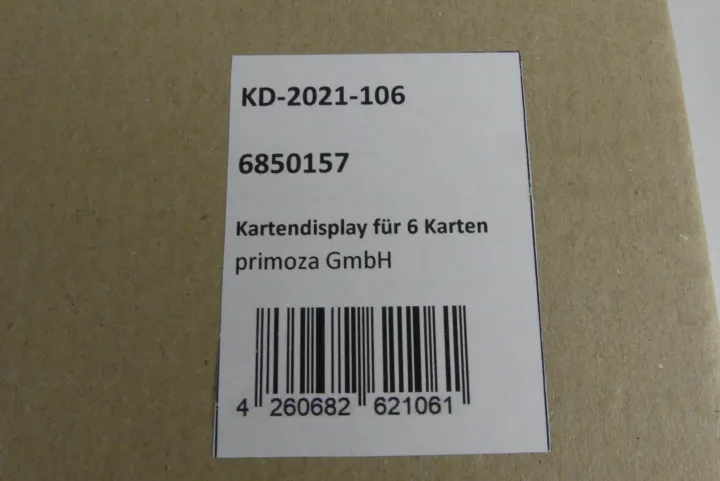 KD-2021-106
6850157
Kartendisplay für 6 Karten
primoza GmbH
4 260682 621061